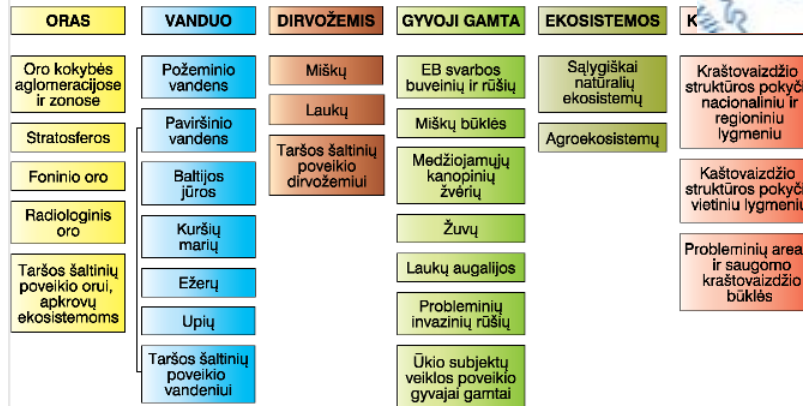 ORAS
Oro kokybės
aglomeracijose
ir zonose
Stratosferos
Foninio oro
Radiologinis
oro
Taršos šaltinių
poveikio orui,
apkrovų
ekosistemoms
VANDUO
Požeminio
vandens
Paviršinio
vandens
Baltijos
jūros
Kuršių
marių
Ežerų
Upių
Taršos šaltinių
poveikio
vandeniui
DIRVOŽEMIS
Miškų
Laukų
Taršos šaltinių
poveikio
dirvožemiui
GYVOJI GAMTA
EB svarbos
buveinių ir rūšių
Miškų būklės
Medžiojamųjų
kanopinių
žvėrių
Žuvų
Laukų augalijos
Probleminių
invazinių rūšių
Ūkio subjektų
veiklos poveikio
gyvajai gamtai
EKOSISTEMOS
Sąlygiškai
natūralių
ekosistemų
Agroekosistemų
K
Kraštovaizdžio
struktūros pokyči
nacionaliniu ir
regioniniu
lygmeniu
Kaštovaizdžio
struktūros pokyči
vietiniu lygmeniu
Probleminių area
ir saugomo
kraštovaizdžio
būklės